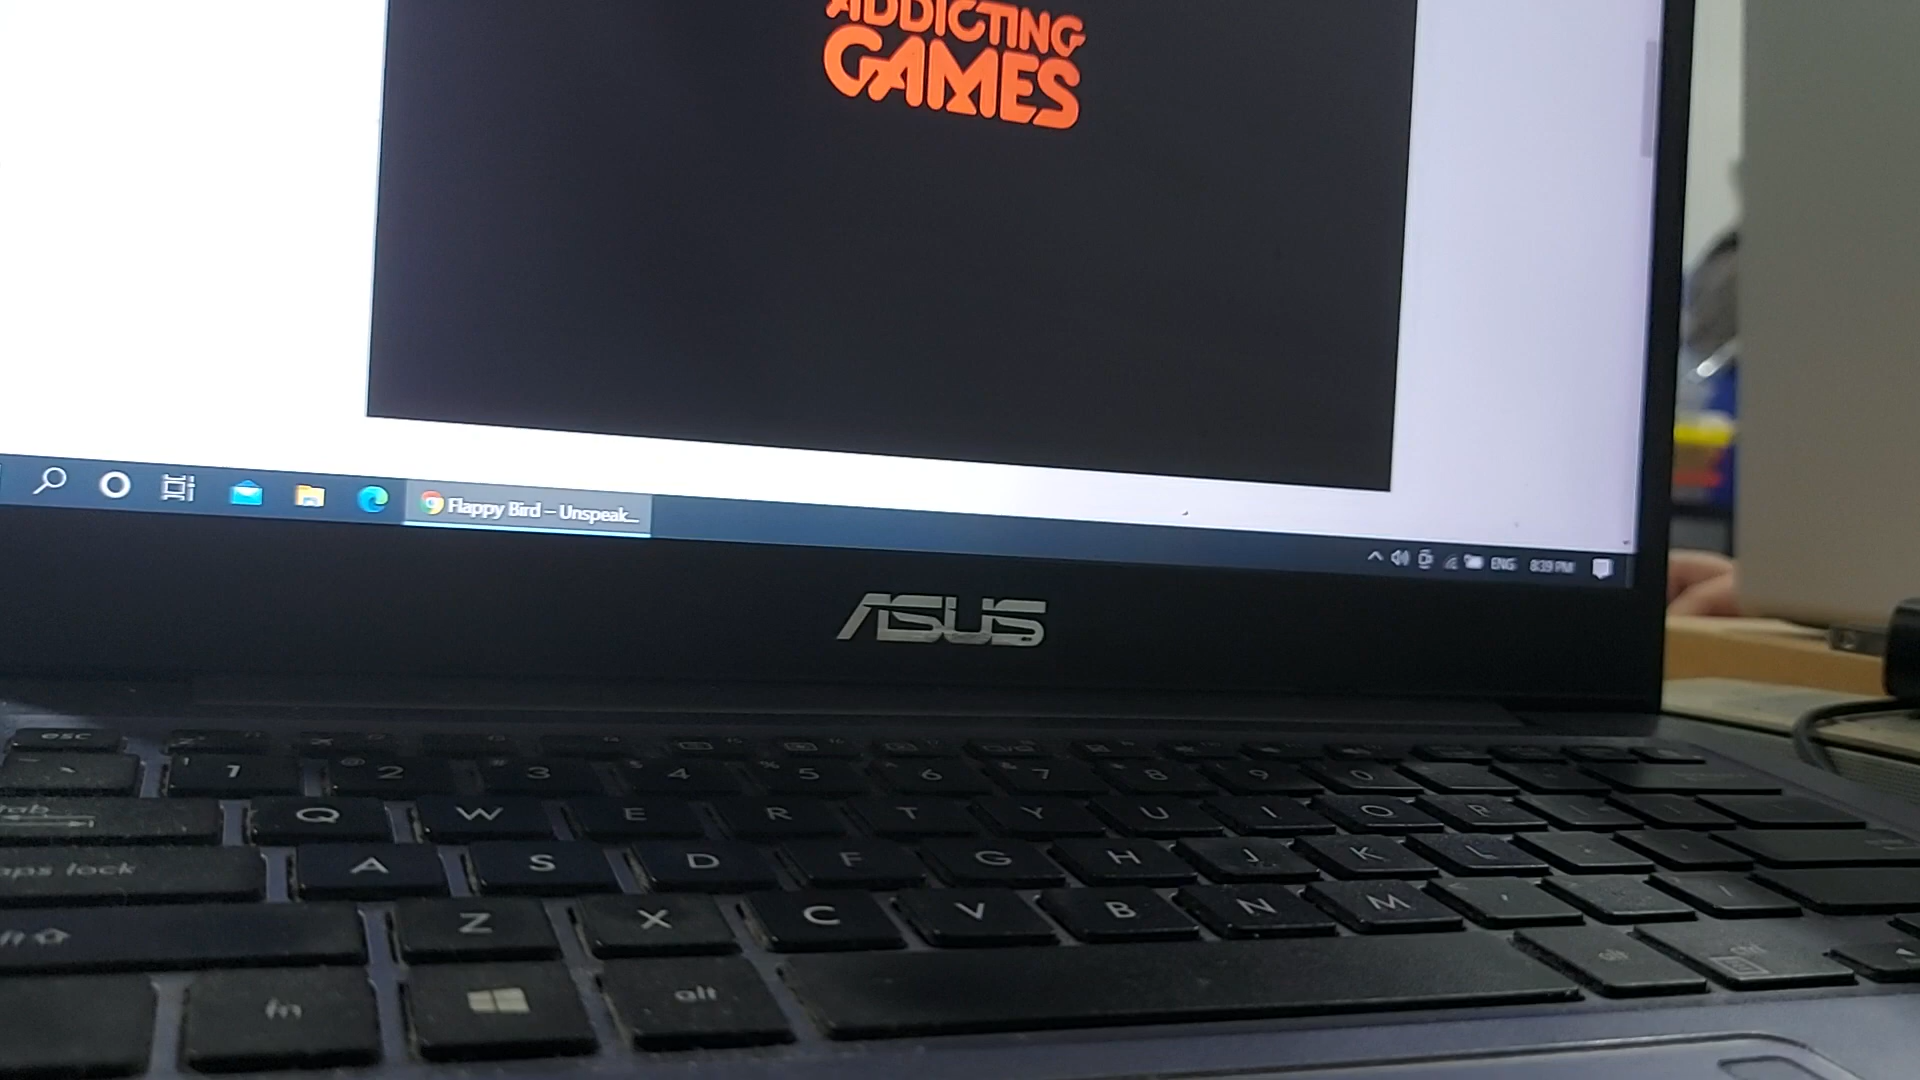 ADDICTING
GAMES
Flappy Bird – Unspeak...
ENG 8:39 PM
ASUS
esc
1 2 3 4 5 6 7 8 9 0
tab Q W E R T Y U I O P
aps lock A S D F G H J K L
Z X C V B N M
fn alt